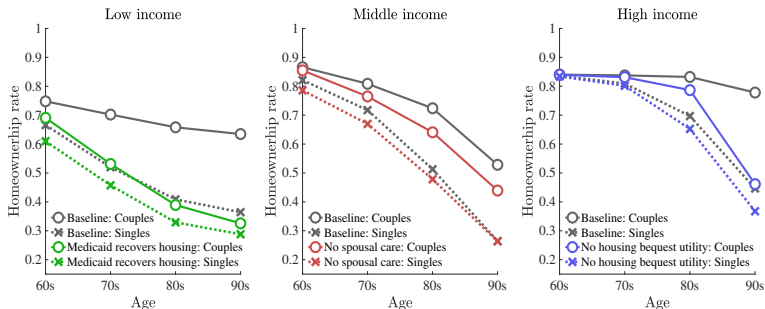 Low income
1
0.9
0.8
0.7
0.6
0.5
0.4
0.3
0.2
Homeownerhip rate
Baseline: Couples
Baseline: Singles
Medicaid recovers housing: Couples
Medicaid recovers housing: Singles
60s 70s 80s 90s
Age
Middle income
1
0.9
0.8
0.7
0.6
0.5
0.4
0.3
0.2
Homeownerhip rate
Baseline: Couples
Baseline: Singles
No spousal care: Couples
No spousal care: Singles
60s 70s 80s 90s
Age
High income
1
0.9
0.8
0.7
0.6
0.5
0.4
0.3
0.2
Homeownerhip rate
Baseline: Couples
Baseline: Singles
No housing bequest utility: Couples
No housing bequest utility: Singles
60s 70s 80s 90s
Age